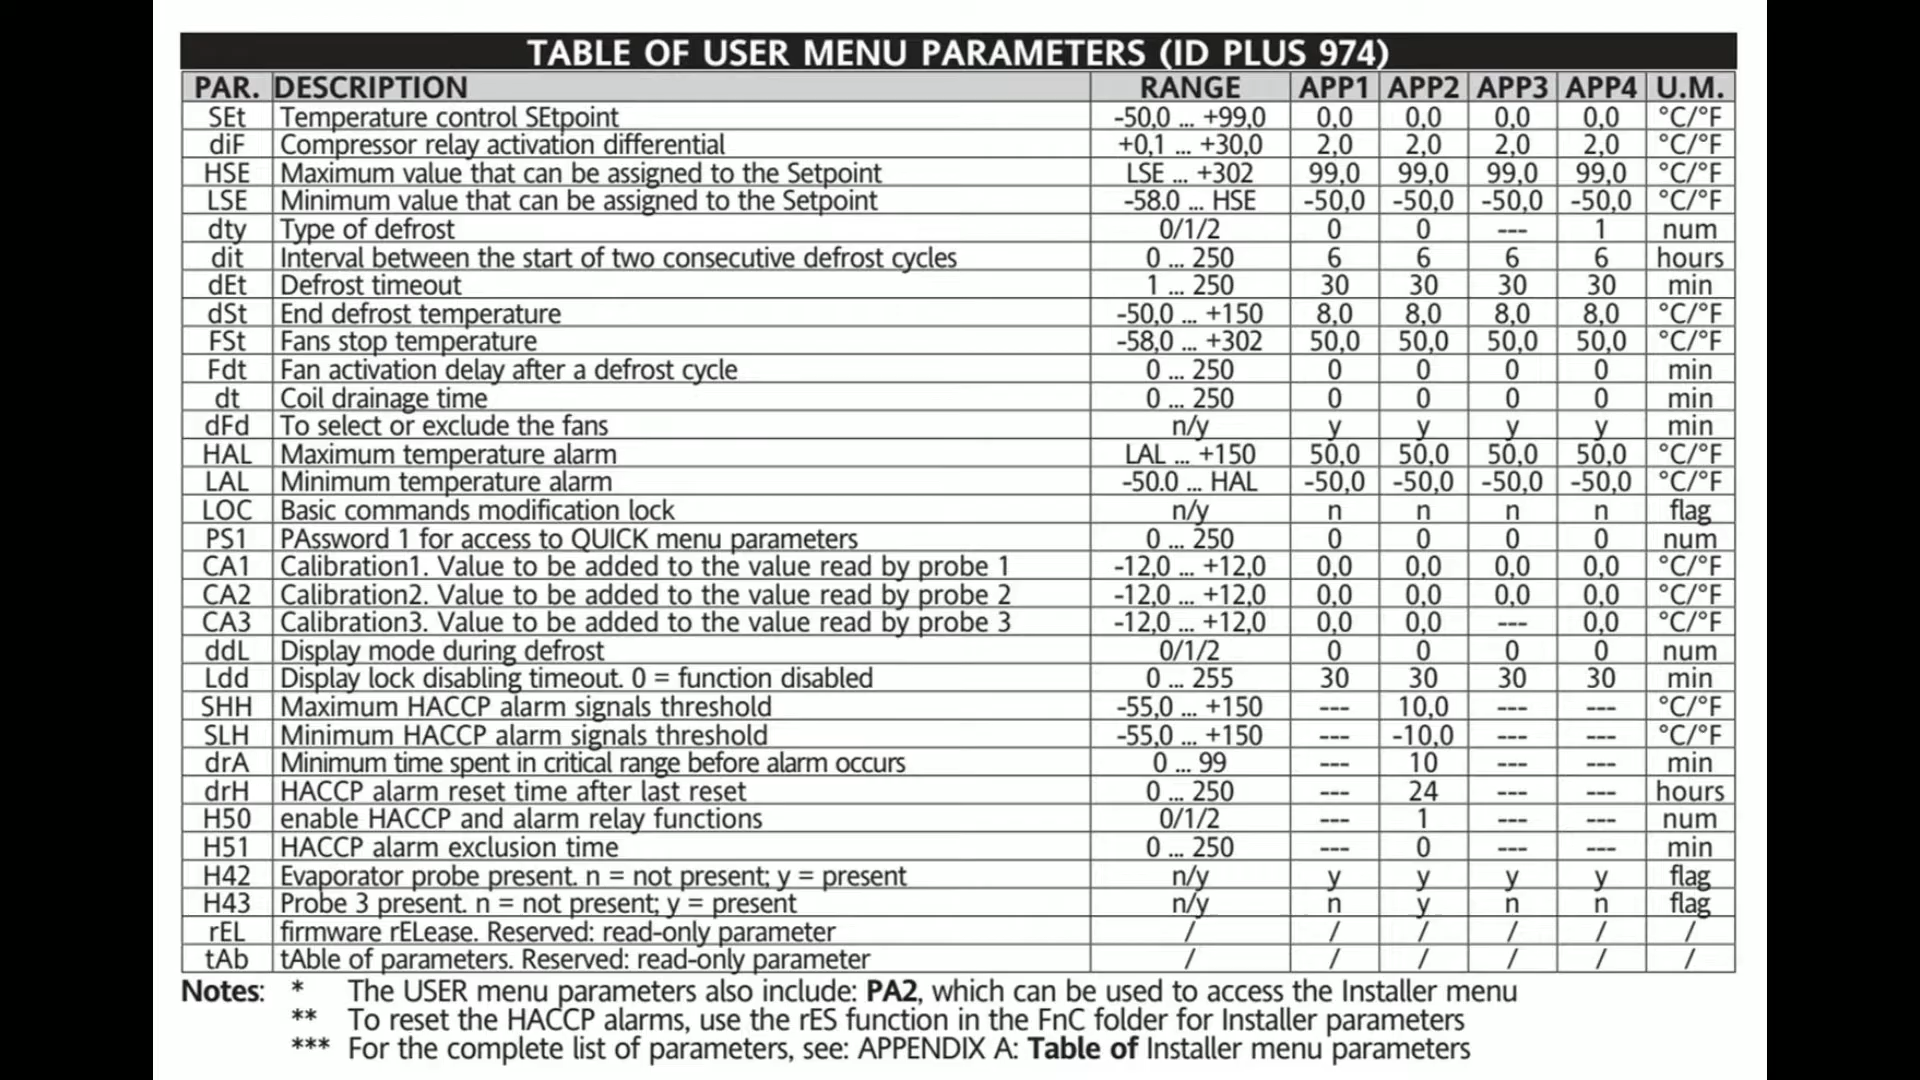 TABLE OF USER MENU PARAMETERS (ID PLUS 974)
PAR. DESCRIPTION RANGE APP1 APP2 APP3 APP4 U.M.
SEt Temperature control SEtpoint -50,0 ... +99,0 0,0 0,0 0,0 0,0 °C/°F
diF Compressor relay activation differential +0,1 ... +30,0 2,0 2,0 2,0 2,0 °C/°F
HSE Maximum value that can be assigned to the Setpoint LSE ... +302 99,0 99,0 99,0 99,0 °C/°F
LSE Minimum value that can be assigned to the Setpoint -58.0 ... HSE -50,0 -50,0 -50,0 -50,0 °C/°F
dty Type of defrost 0/1/2 0 0 --- 1 num
dit Interval between the start of two consecutive defrost cycles 0 ... 250 6 6 6 6 hours
dEt Defrost timeout 1 ... 250 30 30 30 30 min
dSt End defrost temperature -50,0 ... +150 8,0 8,0 8,0 8,0 °C/°F
FSt Fans stop temperature -58,0 ... +302 50,0 50,0 50,0 50,0 °C/°F
Fdt Fan activation delay after a defrost cycle 0 ... 250 0 0 0 0 min
dt Coil drainage time 0 ... 250 0 0 0 0 min
dFd To select or exclude the fans n/y y y y y min
HAL Maximum temperature alarm LAL ... +150 50,0 50,0 50,0 50,0 °C/°F
LAL Minimum temperature alarm -50.0 ... HAL -50,0 -50,0 -50,0 -50,0 °C/°F
LOC Basic commands modification lock n/y n n n n flag
PS1 PAssword 1 for access to QUICK menu parameters 0 ... 250 0 0 0 0 num
CA1 Calibration1. Value to be added to the value read by probe 1 -12,0 ... +12,0 0,0 0,0 0,0 0,0 °C/°F
CA2 Calibration2. Value to be added to the value read by probe 2 -12,0 ... +12,0 0,0 0,0 0,0 0,0 °C/°F
CA3 Calibration3. Value to be added to the value read by probe 3 -12,0 ... +12,0 0,0 0,0 --- 0,0 °C/°F
ddL Display mode during defrost 0/1/2 0 0 0 0 num
Ldd Display lock disabling timeout. 0 = function disabled 0 ... 255 30 30 30 30 min
SHH Maximum HACCP alarm signals threshold -55,0 ... +150 --- 10,0 --- --- °C/°F
SLH Minimum HACCP alarm signals threshold -55,0 ... +150 --- -10,0 --- --- °C/°F
drA Minimum time spent in critical range before alarm occurs 0 ... 99 --- 10 --- --- min
drH HACCP alarm reset time after last reset 0 ... 250 --- 24 --- --- hours
H50 enable HACCP and alarm relay functions 0/1/2 --- 1 --- --- num
H51 HACCP alarm exclusion time 0 ... 250 --- 0 --- --- min
H42 Evaporator probe present. n = not present; y = present n/y y y y y flag
H43 Probe 3 present. n = not present; y = present n/y n y n n flag
rEL firmware rELease. Reserved: read-only parameter / / / / / /
tAb tAble of parameters. Reserved: read-only parameter / / / / / /
Notes: * The USER menu parameters also include: PA2, which can be used to access the Installer menu
** To reset the HACCP alarms, use the rES function in the FnC folder for Installer parameters
*** For the complete list of parameters, see: APPENDIX A: Table of Installer menu parameters